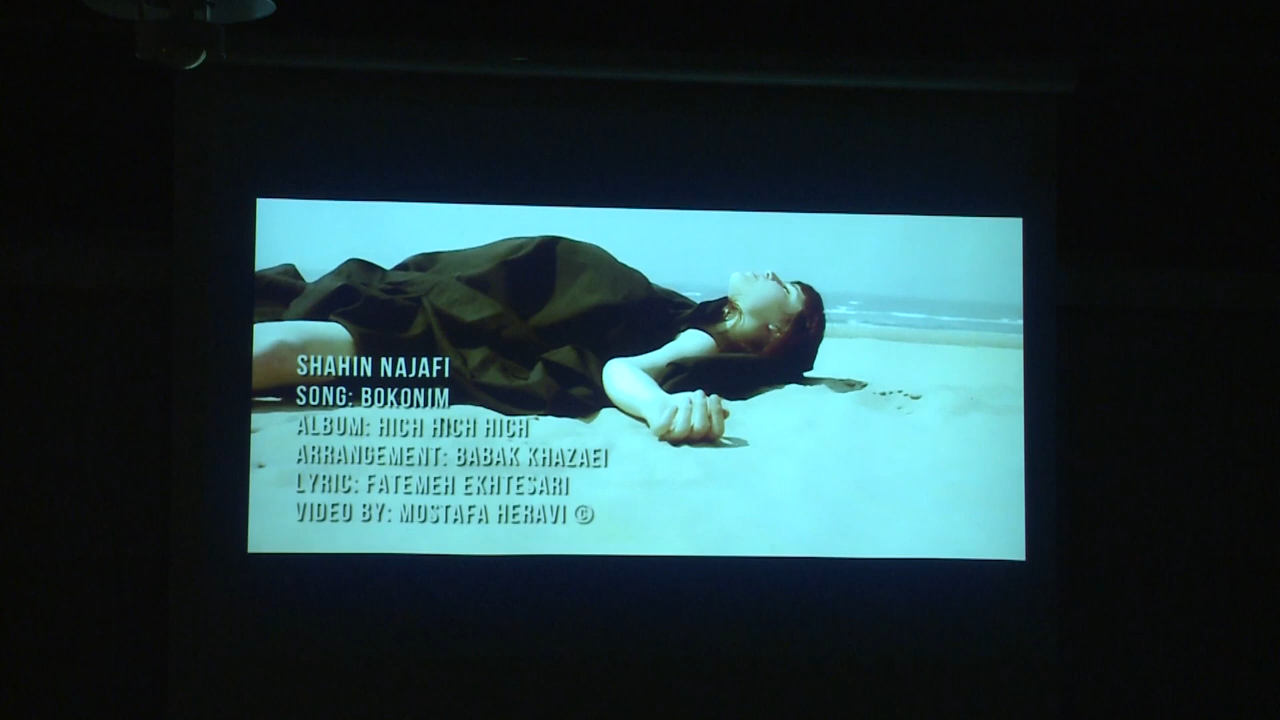 SHAHIN NAJAFI
SONG: BOKONIM
ALBUM: HICH HICH HICH
ARRANGEMENT: BABAK KHAZAEI
LYRIC: FATEMEH EKHTESARI
VIDEO BY: MOSTAFA HERAVI ©